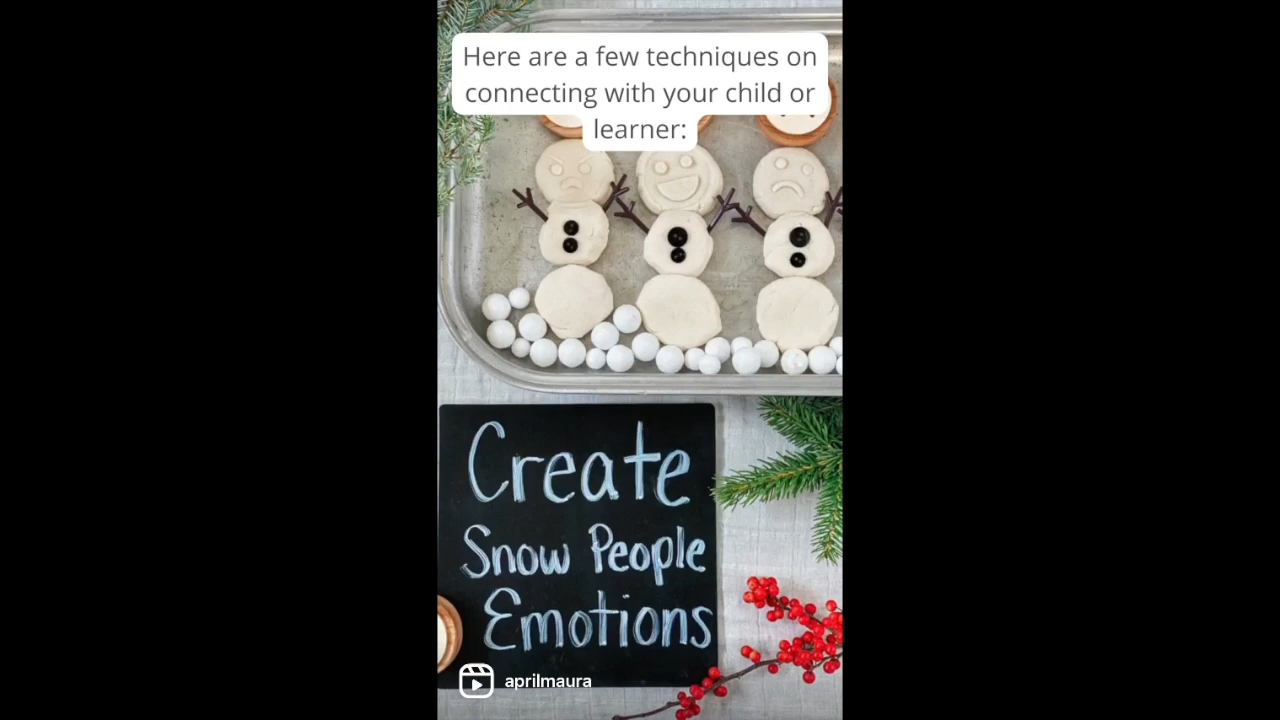 Here are a few techniques on
connecting with your child or
learner:
Create
Snow People
Emotions
aprilmaura